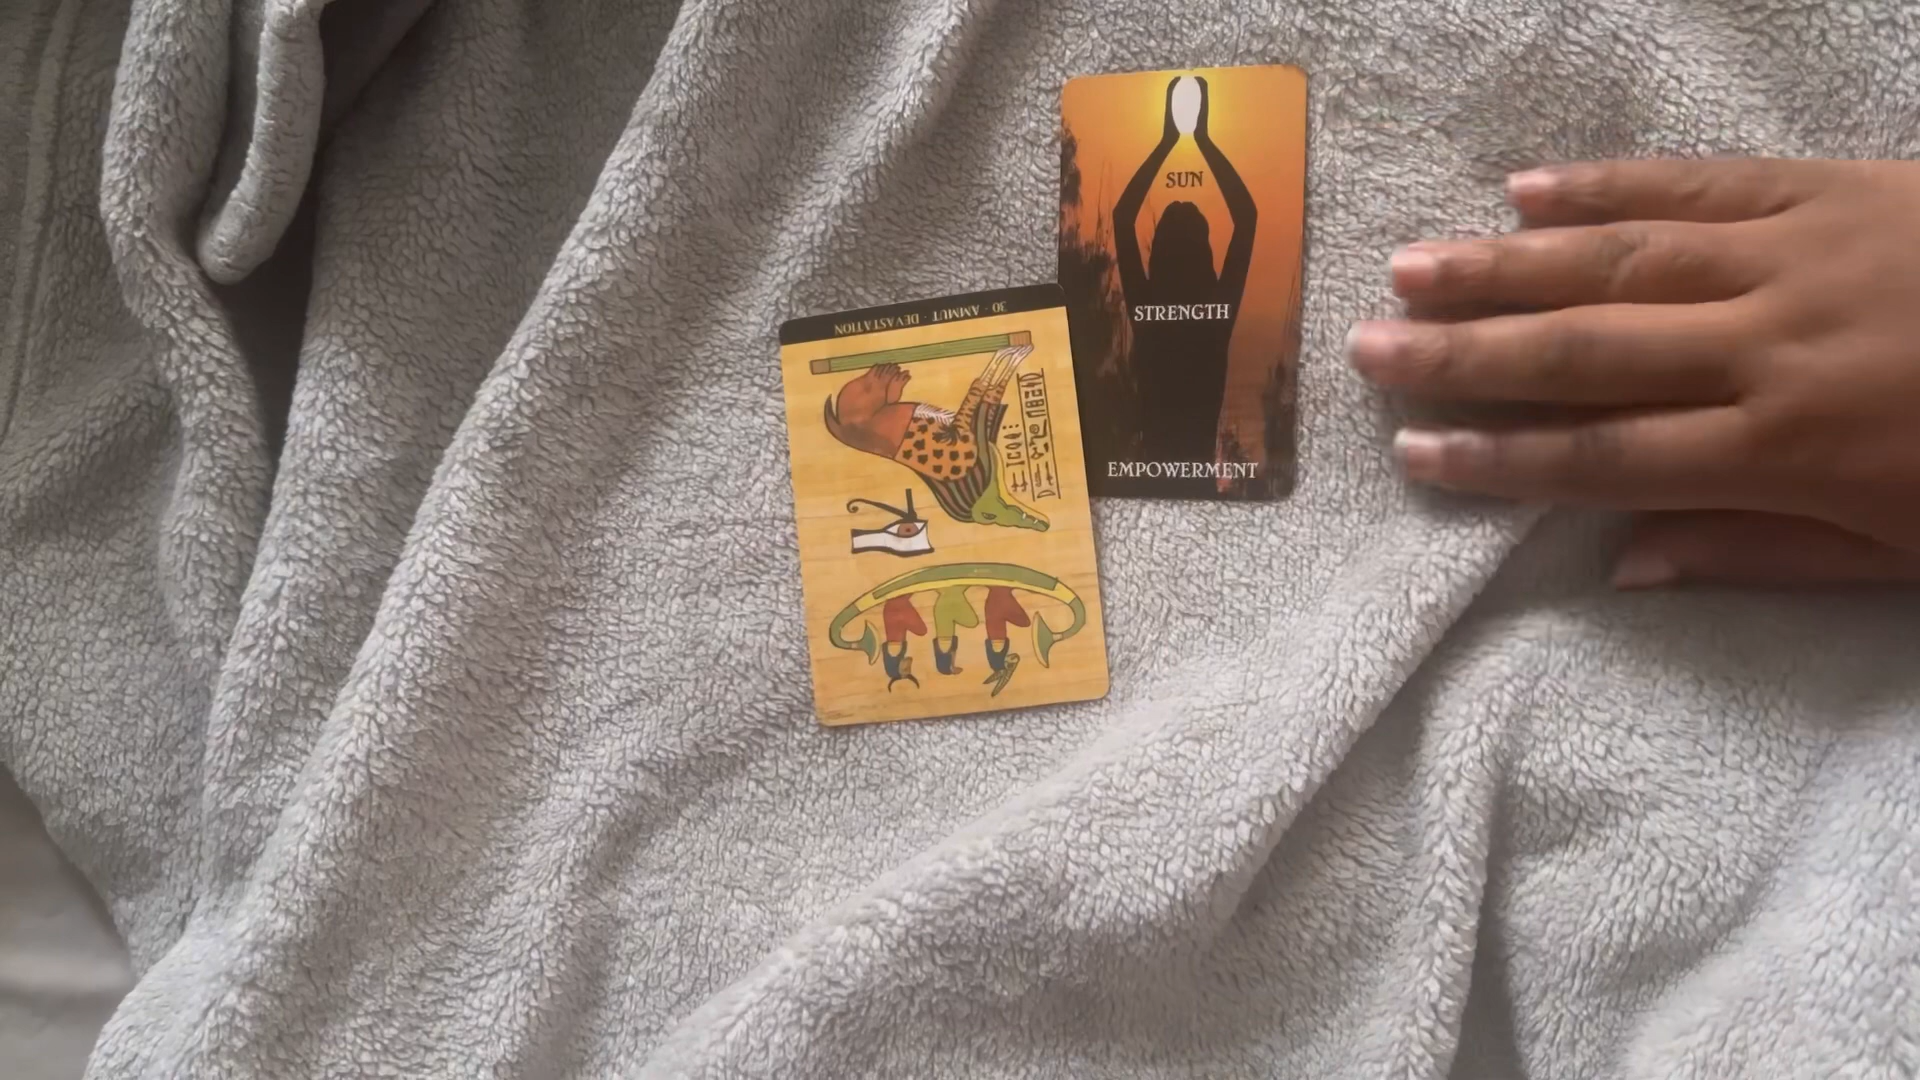 SUN
STRENGTH
EMPOWERMENT
30 · AMMUT · DEVASTATION